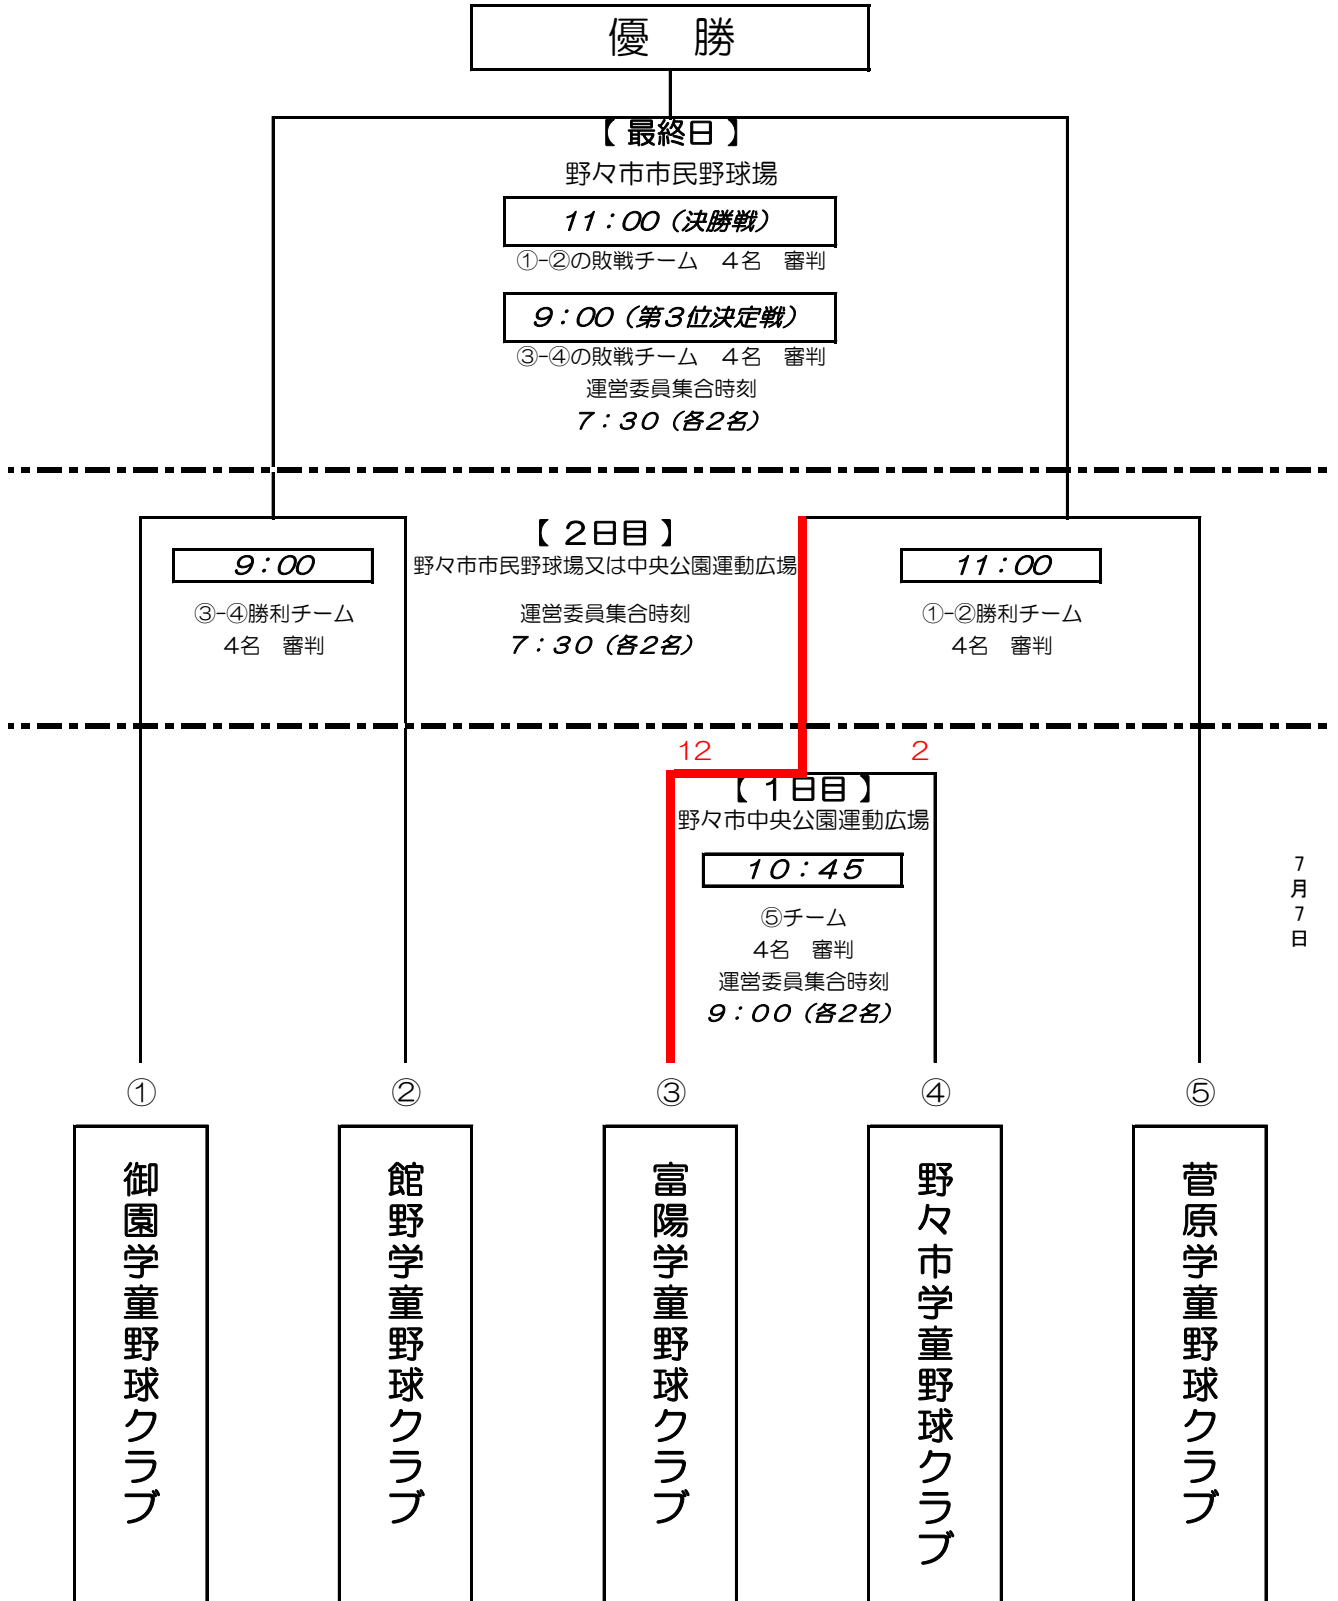 優　勝
【 最終日 】
野々市市民野球場
11：00（決勝戦）
①-②の敗戦チーム　4名　審判
9：00（第3位決定戦）
③-④の敗戦チーム　4名　審判
運営委員集合時刻
7：30（各2名）
【 2日目 】
野々市市民野球場又は中央公園運動広場
運営委員集合時刻
7：30（各2名）
9：00
③-④勝利チーム
4名　審判
11：00
①-②勝利チーム
4名　審判
12
2
【 1日目 】
野々市中央公園運動広場
10：45
⑤チーム
4名　審判
運営委員集合時刻
9：00（各2名）
7月7日
①
②
③
④
⑤
御園学童野球クラブ
館野学童野球クラブ
富陽学童野球クラブ
野々市学童野球クラブ
菅原学童野球クラブ